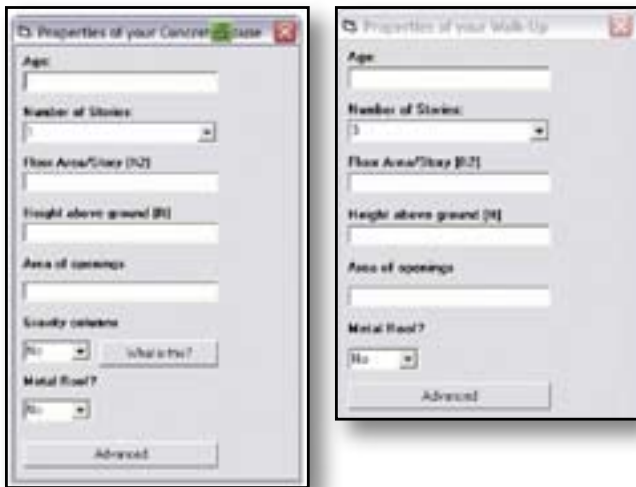 Properties of your Concrete
Age:
Number of Stories:
1
Floor Area/Story [ft2]
Height above ground [ft]
Area of openings
Gravity columns
No
What is this?
Metal Roof?
No
Advanced
Properties of your Walk-Up
Age:
Number of Stories:
3
Floor Area/Story [ft2]
Height above ground [ft]
Area of openings
Metal Roof?
No
Advanced